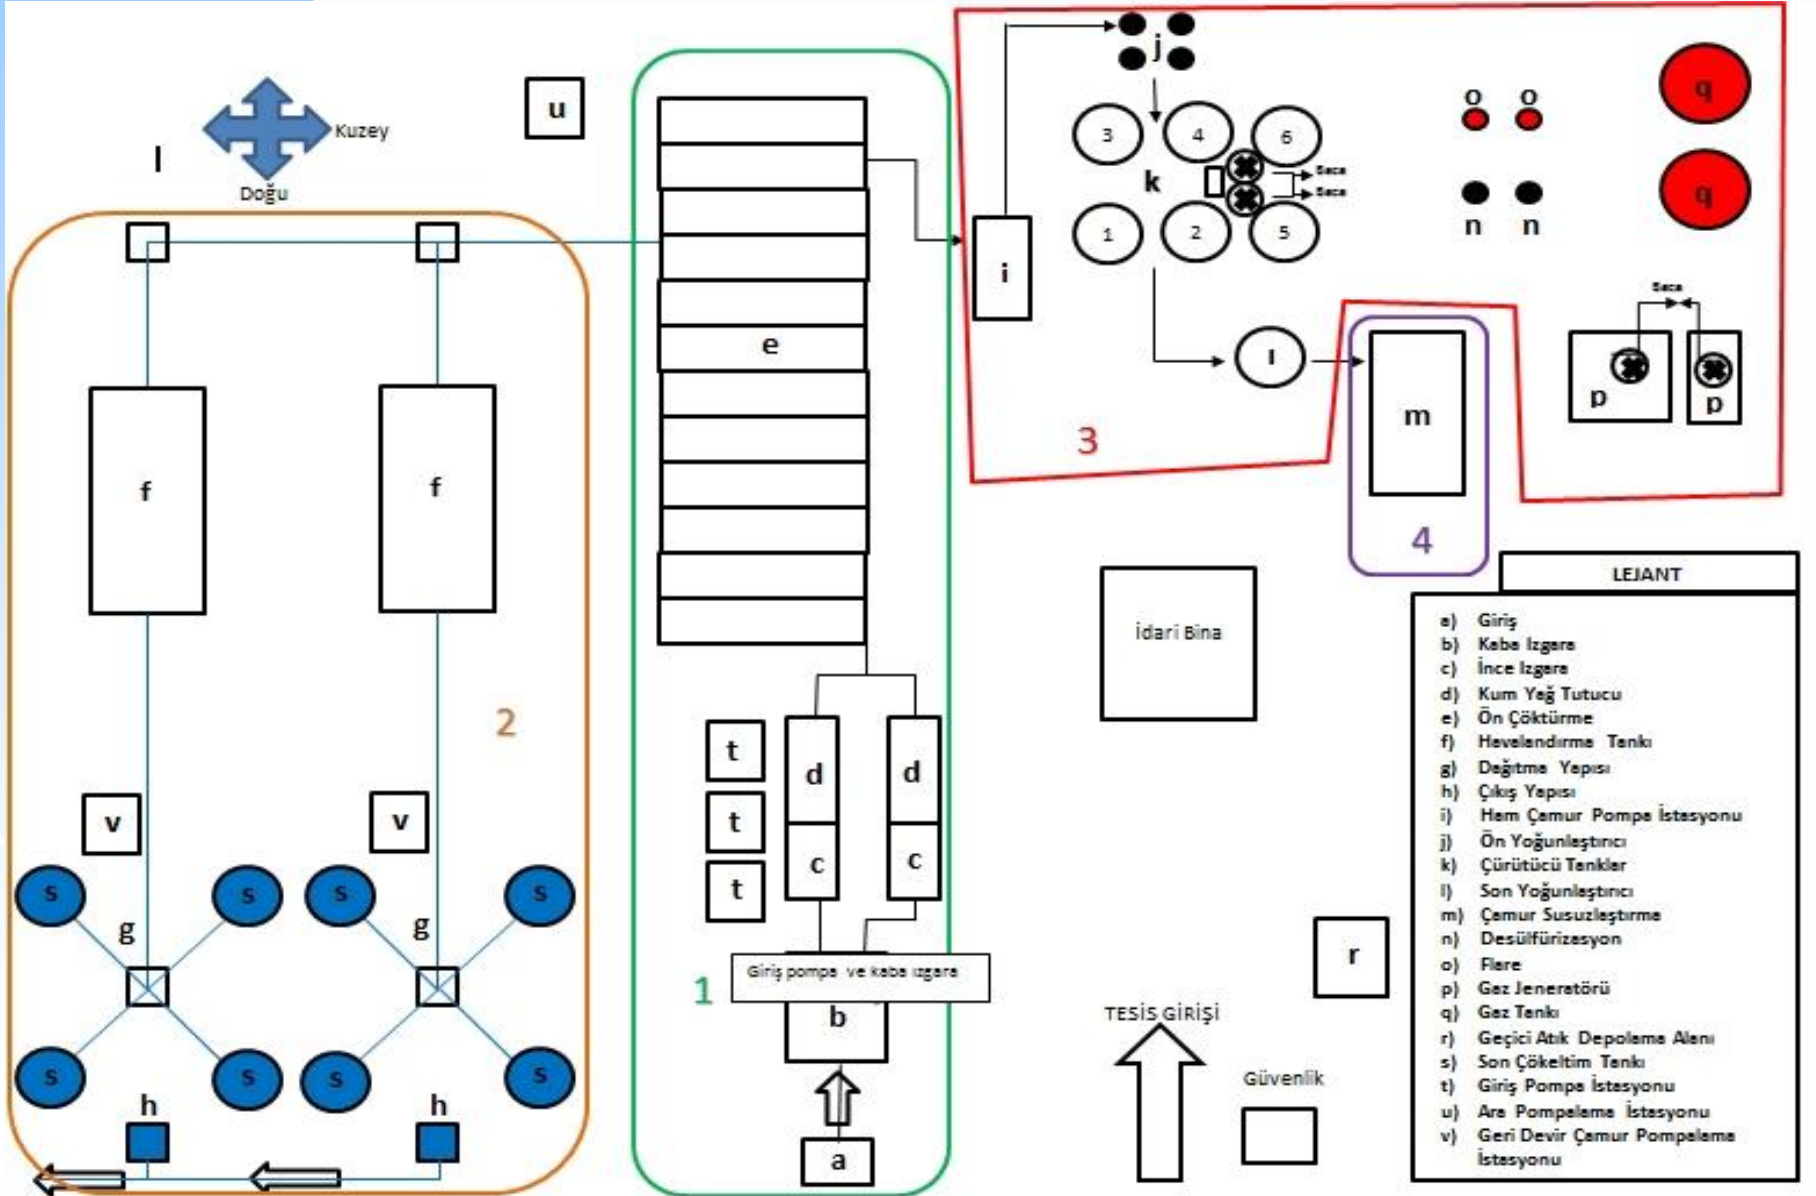 Kuzey
Doğu
l
u
j
3
4
6
k
Baca
Baca
1
2
5
o
o
n
n
q
q
i
l
m
Baca
p
p
3
4
e
f
f
2
v
v
g
g
s
s
s
s
s
s
s
s
h
h
t
t
t
d
d
c
c
1
Giriş pompa ve kaba ızgara
b
a
İdari Bina
r
TESİS GİRİŞİ
Güvenlik
LEJANT
a) Giriş
b) Kaba Izgara
c) İnce Izgara
d) Kum Yağ Tutucu
e) Ön Çöktürme
f) Havalandırma Tankı
g) Dağıtma Yapısı
h) Çıkış Yapısı
i) Ham Çamur Pompa İstasyonu
j) Ön Yoğunlaştırıcı
k) Çürütücü Tanklar
l) Son Yoğunlaştırıcı
m) Çamur Susuzlaştırma
n) Desülfürizasyon
o) Flare
p) Gaz Jeneratörü
q) Gaz Tankı
r) Geçici Atık Depolama Alanı
s) Son Çökeltim Tankı
t) Giriş Pompa İstasyonu
u) Ara Pompalama İstasyonu
v) Geri Devir Çamur Pompalama
İstasyonu